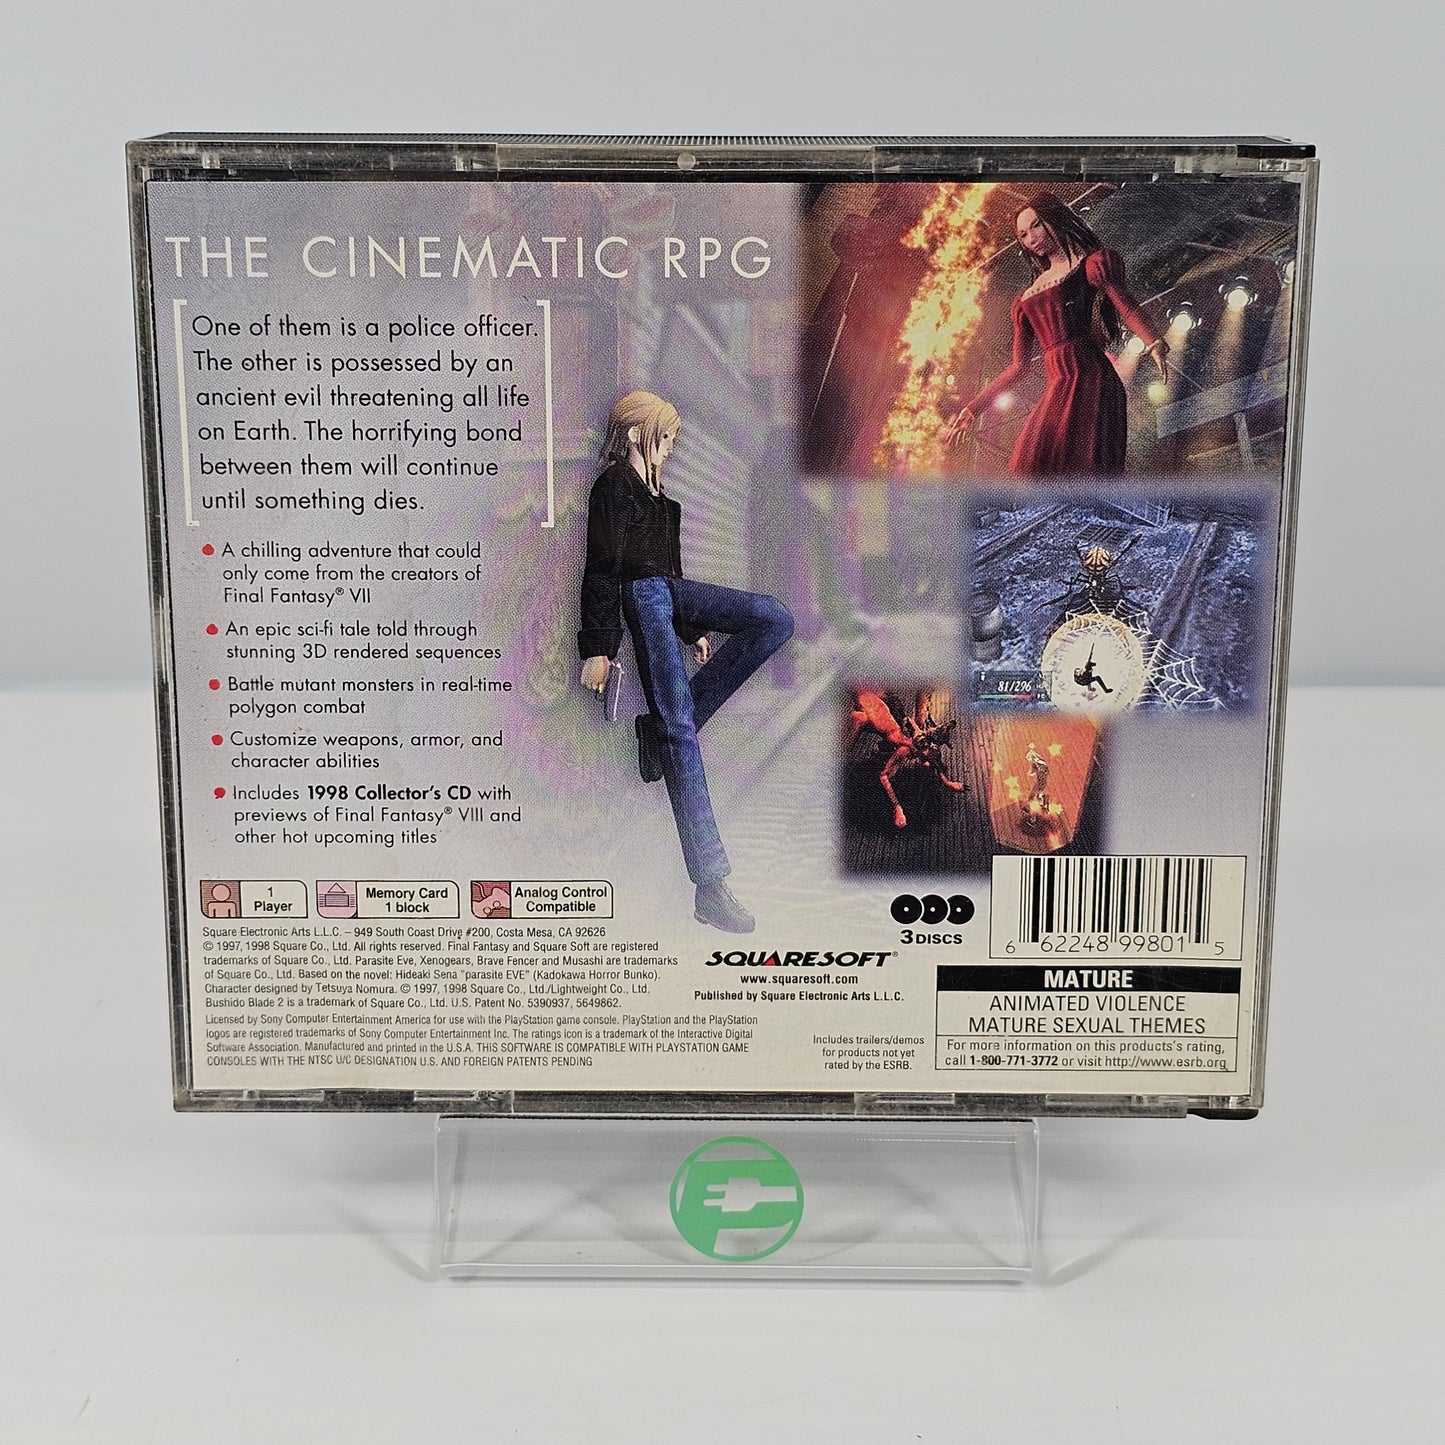 THE CINEMATIC RPG
One of them is a police officer.
The other is possessed by an
ancient evil threatening all life
on Earth. The horrifying bond
between them will continue
until something dies.
A chilling adventure that could
only come from the creators of
Final Fantasy® VII
An epic sci-fi tale told through
stunning 3D rendered sequences
Battle mutant monsters in real-time
polygon combat
Customize weapons, armor, and
character abilities
Includes 1998 Collector's CD with
previews of Final Fantasy® VIII and
other hot upcoming titles
81/296
1
Player
Memory Card
1 block
Analog Control
Compatible
Square Electronic Arts L.L.C. – 949 South Coast Drive #200, Costa Mesa, CA 92626
© 1997, 1998 Square Co., Ltd. All rights reserved. Final Fantasy and Square Soft are registered
trademarks of Square Co., Ltd. Parasite Eve, Xenogears, Brave Fencer and Musashi are trademarks
of Square Co., Ltd. Based on the novel: Hideaki Sena "parasite EVE" (Kadokawa Horror Bunko).
Character designed by Tetsuya Nomura. © 1997, 1998 Square Co., Ltd./Lightweight Co., Ltd.
Bushido Blade 2 is a trademark of Square Co., Ltd. U.S. Patent No. 5390937, 5649862.
Licensed by Sony Computer Entertainment America for use with the PlayStation game console. PlayStation and the PlayStation
logos are registered trademarks of Sony Computer Entertainment Inc. The ratings icon is a trademark of the Interactive Digital
Software Association. Manufactured and printed in the U.S.A. THIS SOFTWARE IS COMPATIBLE WITH PLAYSTATION GAME
CONSOLES WITH THE NTSC U/C DESIGNATION U.S. AND FOREIGN PATENTS PENDING
SQUARESOFT®
www.squaresoft.com
Published by Square Electronic Arts L.L.C.
Includes trailers/demos
for products not yet
rated by the ESRB.
3 DISCS
6 62248 99801 5
MATURE
ANIMATED VIOLENCE
MATURE SEXUAL THEMES
For more information on this products's rating,
call 1-800-771-3772 or visit http://www.esrb.org